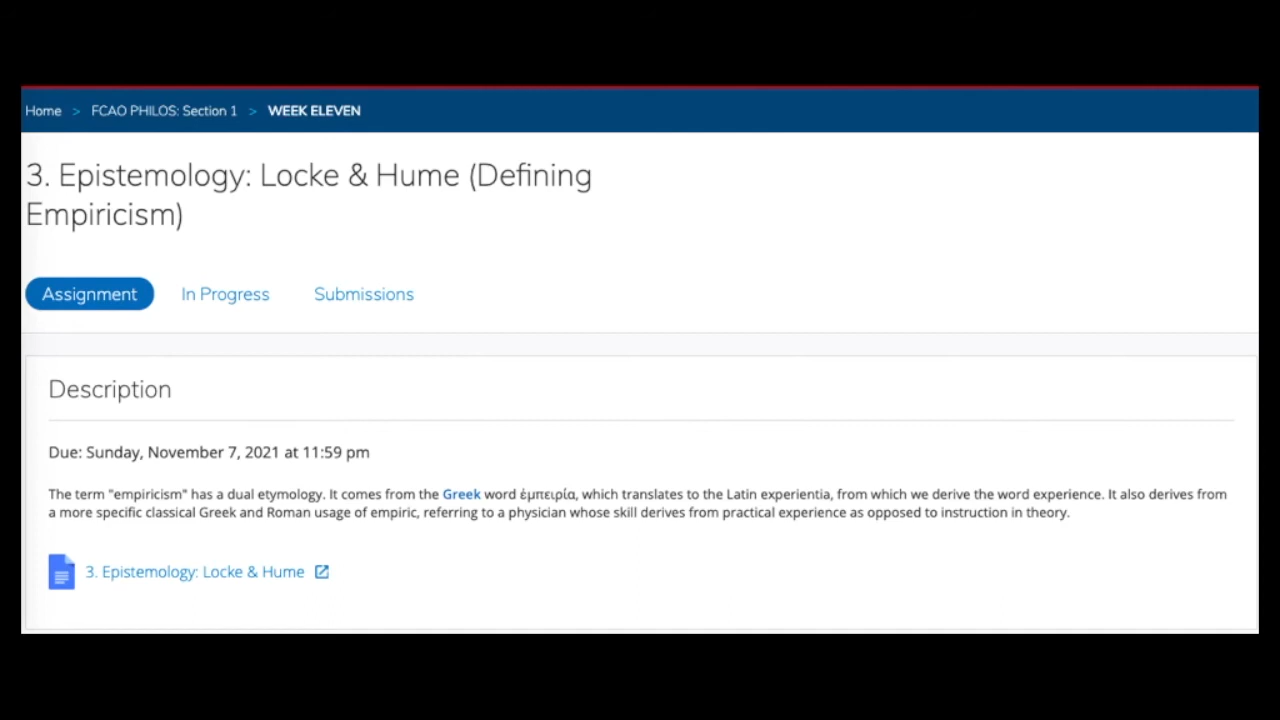 Home > FCAO PHILOS: Section 1 > WEEK ELEVEN
3. Epistemology: Locke & Hume (Defining
Empiricism)
Assignment In Progress Submissions
Description
Due: Sunday, November 7, 2021 at 11:59 pm
The term "empiricism" has a dual etymology. It comes from the Greek word ἐμπειρία, which translates to the Latin experientia, from which we derive the word experience. It also derives from
a more specific classical Greek and Roman usage of empiric, referring to a physician whose skill derives from practical experience as opposed to instruction in theory.
3. Epistemology: Locke & Hume